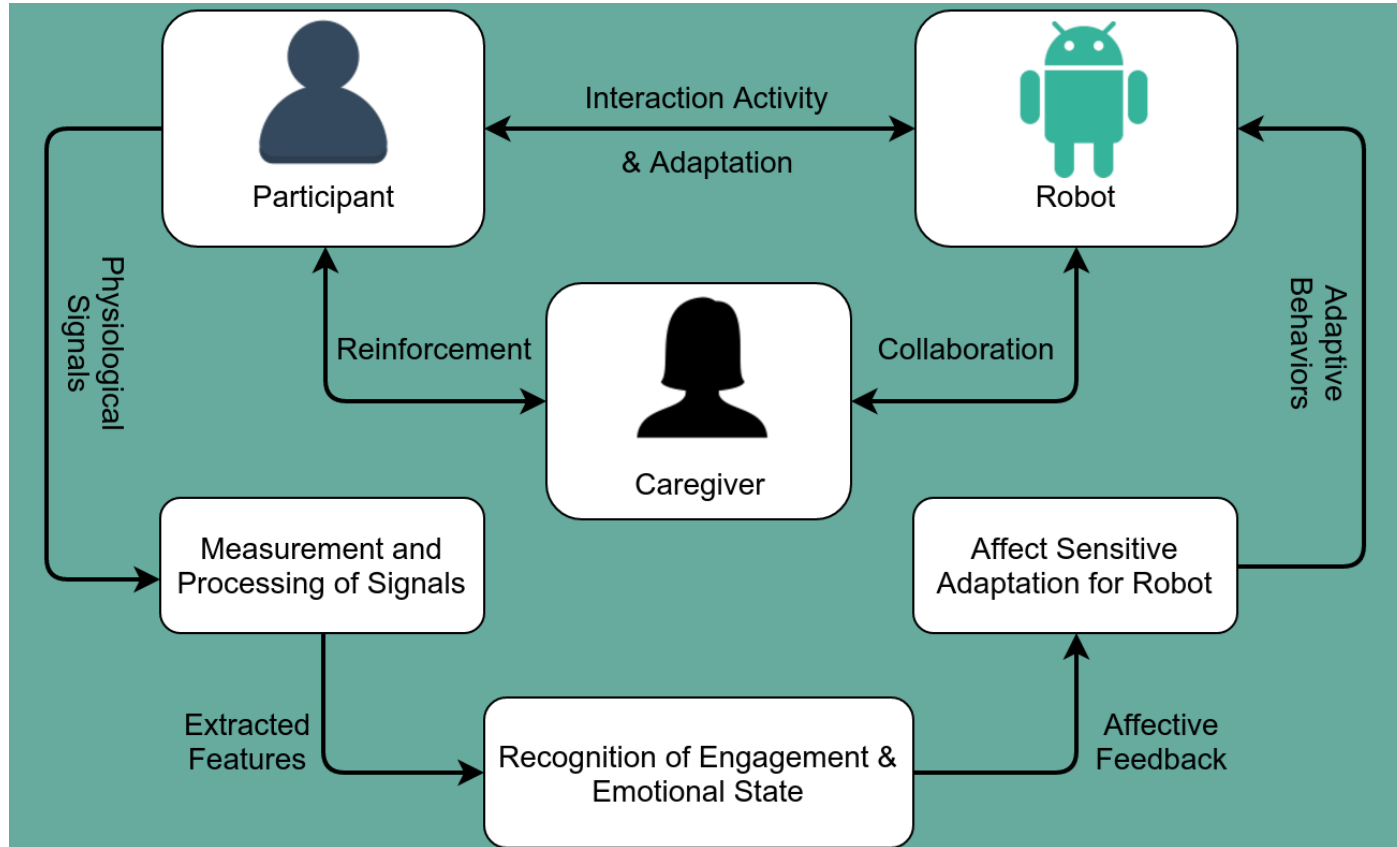 Interaction Activity
& Adaptation
Participant
Robot
Physiological
Signals
Adaptive
Behaviors
Reinforcement
Collaboration
Caregiver
Measurement and
Processing of Signals
Affect Sensitive
Adaptation for Robot
Extracted
Features
Recognition of Engagement &
Emotional State
Affective
Feedback